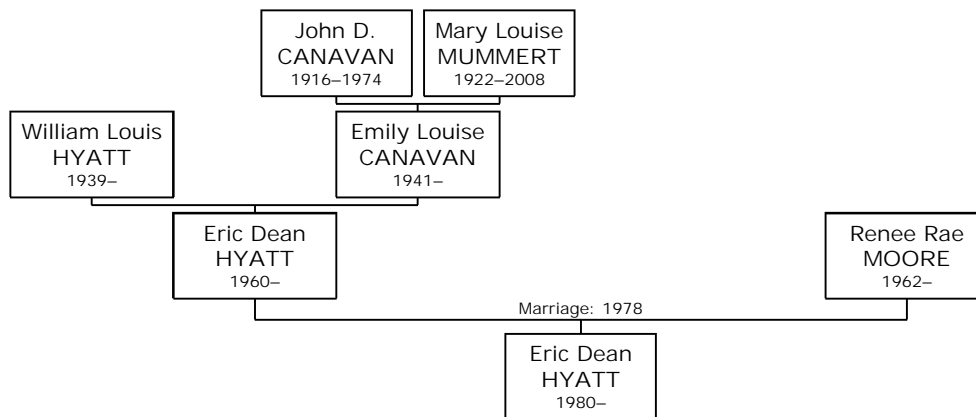 John D.
CANAVAN
1916–1974
Mary Louise
MUMMERT
1922–2008
William Louis
HYATT
1939–
Emily Louise
CANAVAN
1941–
Eric Dean
HYATT
1960–
Renee Rae
MOORE
1962–
Marriage: 1978
Eric Dean
HYATT
1980–